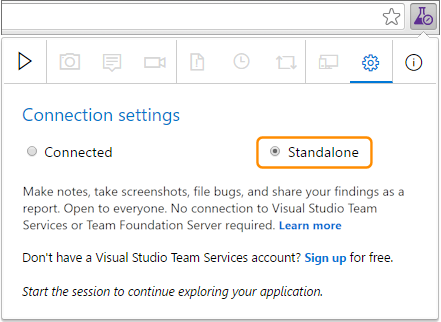 Connection settings
Connected
Standalone
Make notes, take screenshots, file bugs, and share your findings as a
report. Open to everyone. No connection to Visual Studio Team
Services or Team Foundation Server required. Learn more
Don't have a Visual Studio Team Services account? Sign up for free.
Start the session to continue exploring your application.